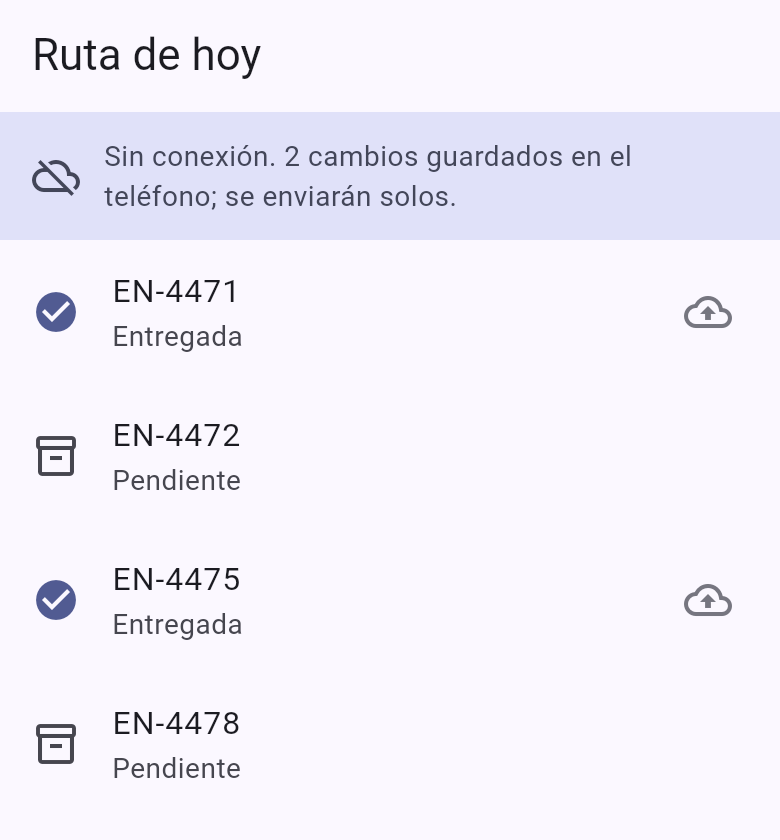 Ruta de hoy
Sin conexión. 2 cambios guardados en el
teléfono; se enviarán solos.
EN-4471
Entregada
EN-4472
Pendiente
EN-4475
Entregada
EN-4478
Pendiente